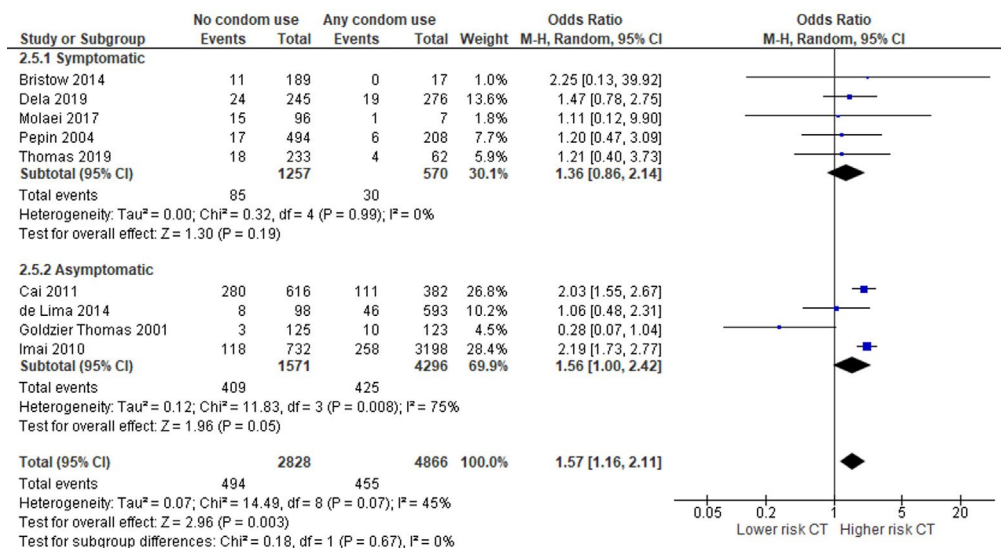 No condom use Any condom use Odds Ratio Odds Ratio
Study or Subgroup Events Total Events Total Weight M-H, Random, 95% CI M-H, Random, 95% CI
2.5.1 Symptomatic
Bristow 2014 11 189 0 17 1.0% 2.25 [0.13, 39.92]
Dela 2019 24 245 19 276 13.6% 1.47 [0.78, 2.75]
Molaei 2017 15 96 1 7 1.8% 1.11 [0.12, 9.90]
Pepin 2004 17 494 6 208 7.7% 1.20 [0.47, 3.09]
Thomas 2019 18 233 4 62 5.9% 1.21 [0.40, 3.73]
Subtotal (95% CI) 1257 570 30.1% 1.36 [0.86, 2.14]
Total events 85 30
Heterogeneity: Tau² = 0.00; Chi² = 0.32, df = 4 (P = 0.99); I² = 0%
Test for overall effect: Z = 1.30 (P = 0.19)
2.5.2 Asymptomatic
Cai 2011 280 616 111 382 26.8% 2.03 [1.55, 2.67]
de Lima 2014 8 98 46 593 10.2% 1.06 [0.48, 2.31]
Goldzier Thomas 2001 3 125 10 123 4.5% 0.28 [0.07, 1.04]
Imai 2010 118 732 258 3198 28.4% 2.19 [1.73, 2.77]
Subtotal (95% CI) 1571 4296 69.9% 1.56 [1.00, 2.42]
Total events 409 425
Heterogeneity: Tau² = 0.12; Chi² = 11.83, df = 3 (P = 0.008); I² = 75%
Test for overall effect: Z = 1.96 (P = 0.05)
Total (95% CI) 2828 4866 100.0% 1.57 [1.16, 2.11]
Total events 494 455
Heterogeneity: Tau² = 0.07; Chi² = 14.49, df = 8 (P = 0.07); I² = 45%
Test for overall effect: Z = 2.96 (P = 0.003)
Test for subgroup differences: Chi² = 0.18, df = 1 (P = 0.67), I² = 0%
0.05 0.2 1 5 20
Lower risk CT Higher risk CT